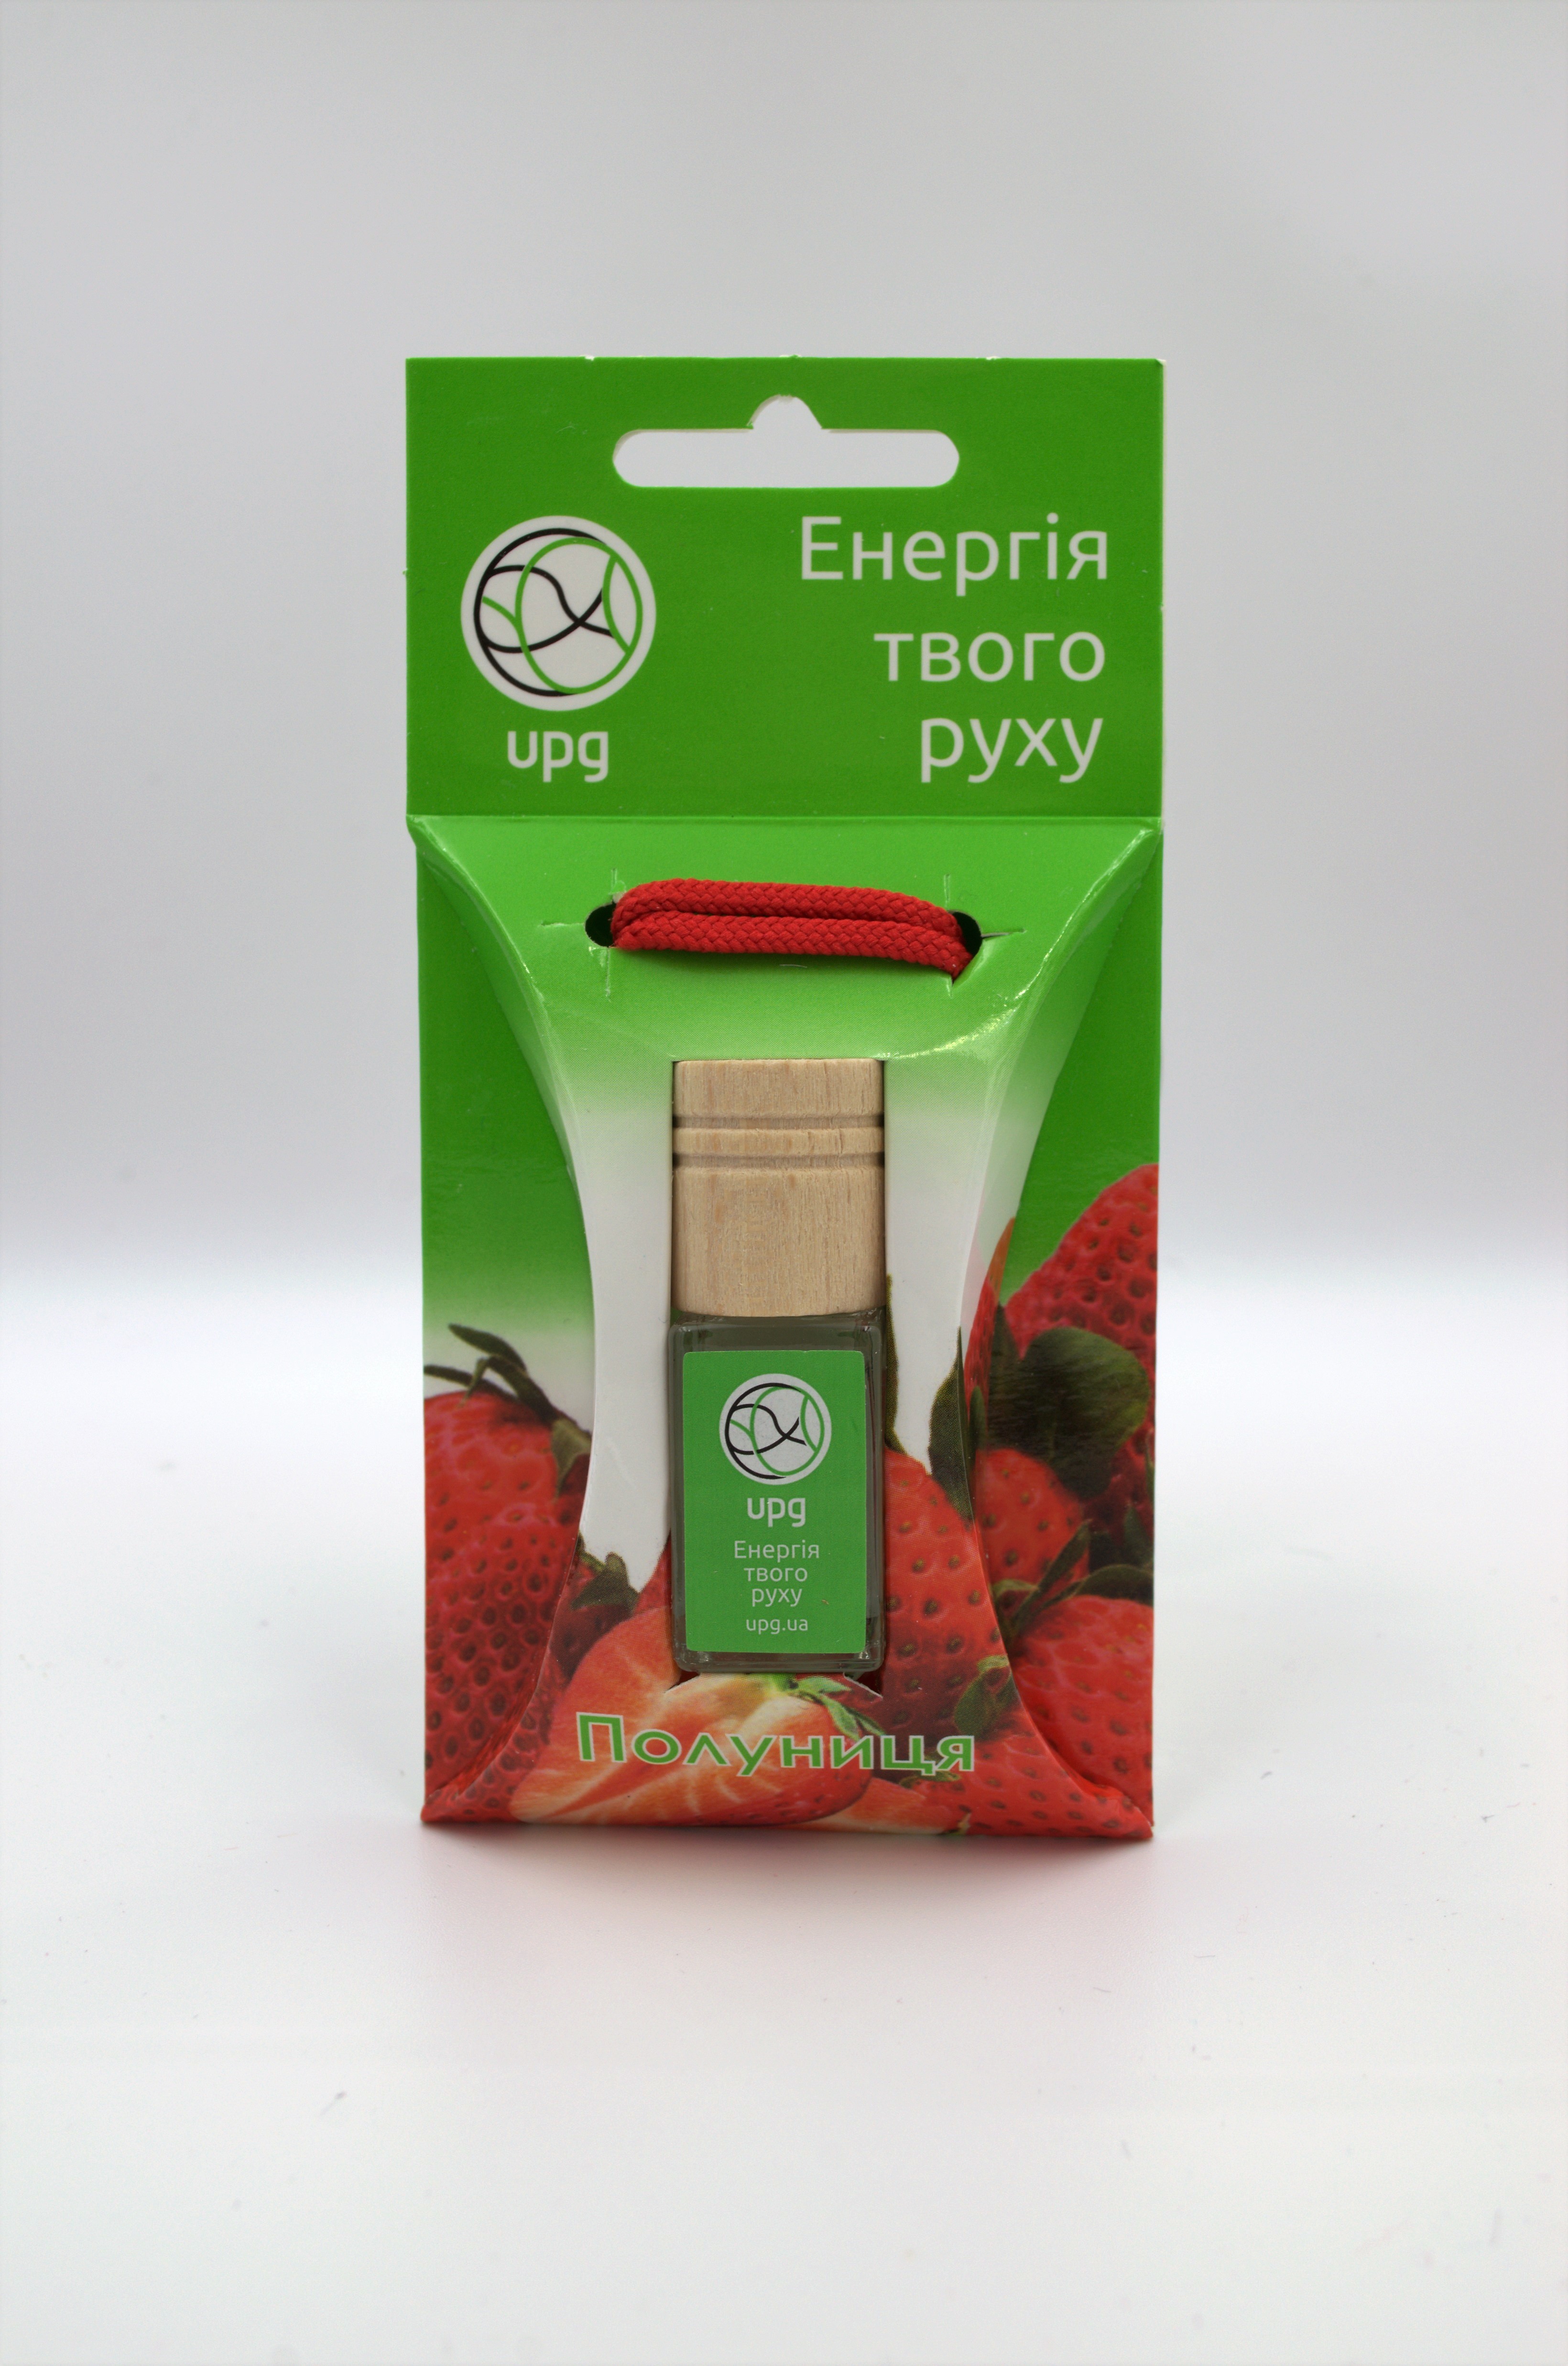 Енергія
твого
руху
upg
upg
Енергія
твого
руху
upg.ua
Полуниця